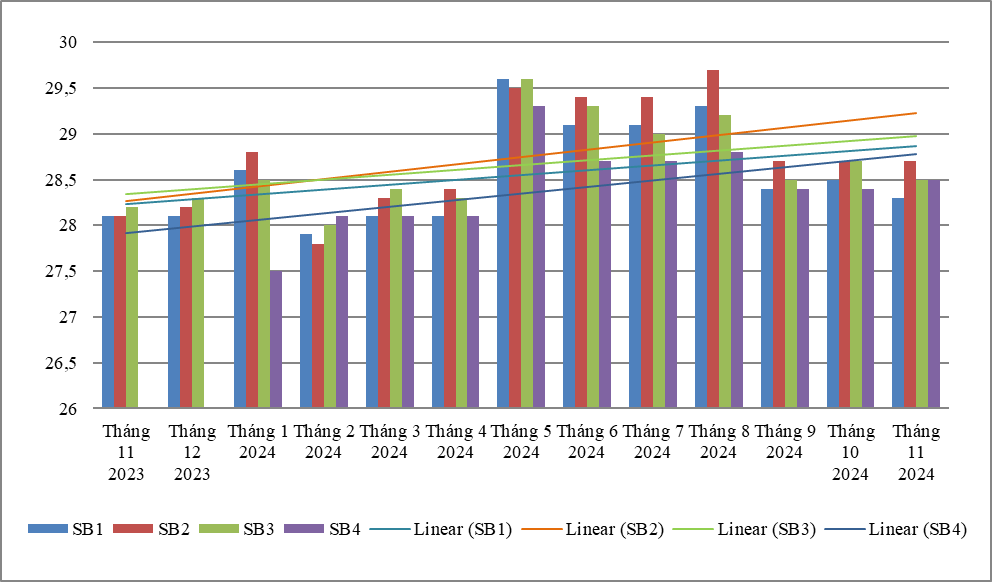 30
29,5
29
28,5
28
27,5
27
26,5
26
Tháng 11 2023
Tháng 12 2023
Tháng 1 2024
Tháng 2 2024
Tháng 3 2024
Tháng 4 2024
Tháng 5 2024
Tháng 6 2024
Tháng 7 2024
Tháng 8 2024
Tháng 9 2024
Tháng 10 2024
Tháng 11 2024
SB1 SB2 SB3 SB4 Linear (SB1) Linear (SB2) Linear (SB3) Linear (SB4)